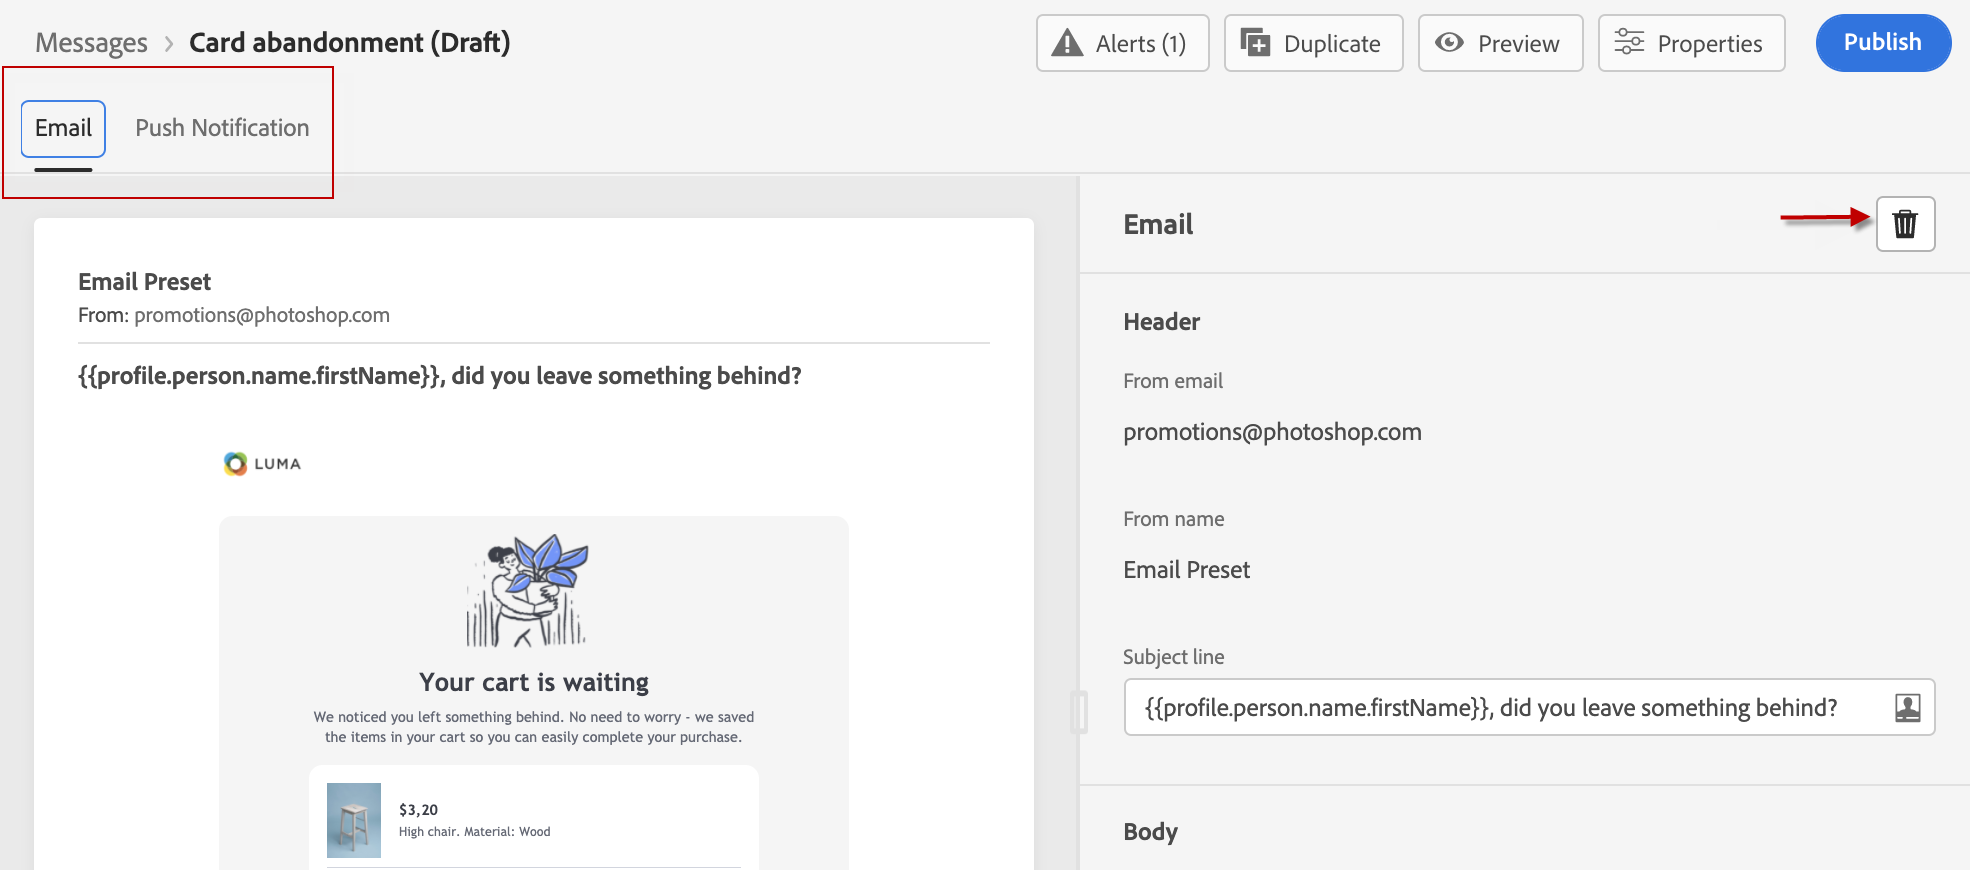 Messages > Card abandonment (Draft)
Alerts (1)
Duplicate
Preview
Properties
Publish
Email
Push Notification
Email Preset
From: promotions@photoshop.com
{{profile.person.name.firstName}}, did you leave something behind?
LUMA
Your cart is waiting
We noticed you left something behind. No need to worry - we saved
the items in your cart so you can easily complete your purchase.
$3,20
High chair. Material: Wood
Email
Header
From email
promotions@photoshop.com
From name
Email Preset
Subject line
{{profile.person.name.firstName}}, did you leave something behind?
Body